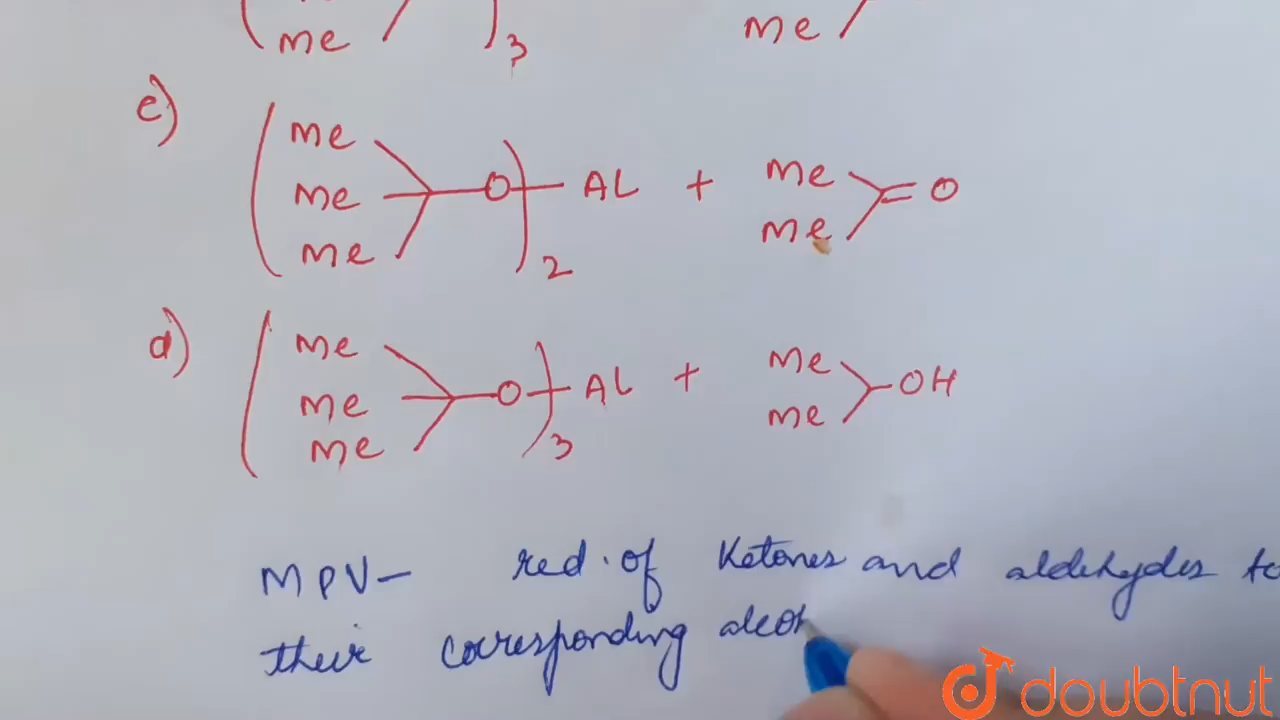 ( me )3 me
c) ( me me me O )2 AL + me me = O
d) ( me me me O )3 AL + me me OH
MPV- red. of Ketones and aldehydes to
their corresponding alcoh
doubtnut